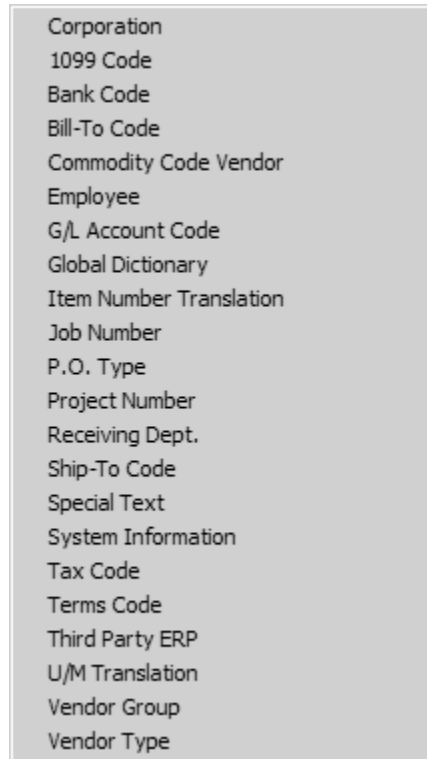 Corporation
1099 Code
Bank Code
Bill-To Code
Commodity Code Vendor
Employee
G/L Account Code
Global Dictionary
Item Number Translation
Job Number
P.O. Type
Project Number
Receiving Dept.
Ship-To Code
Special Text
System Information
Tax Code
Terms Code
Third Party ERP
U/M Translation
Vendor Group
Vendor Type